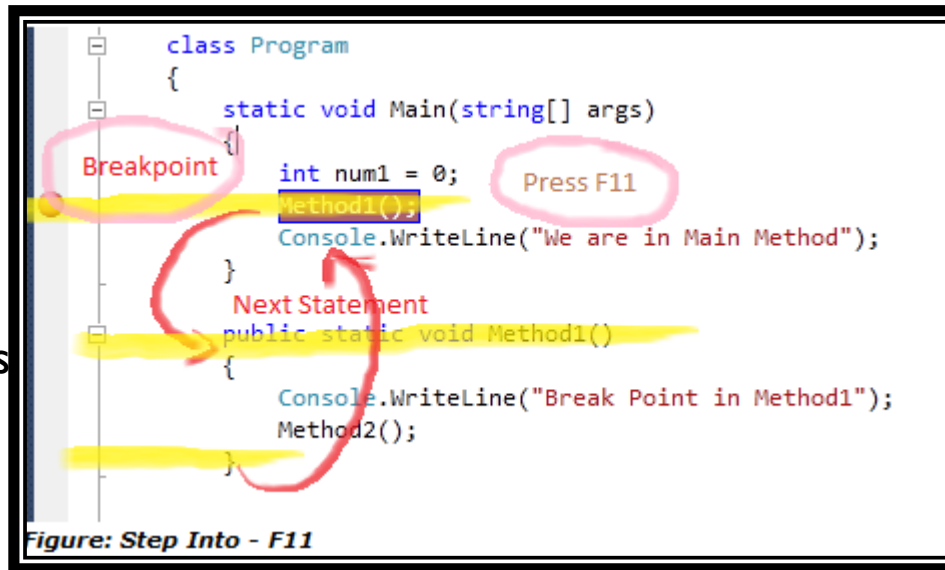 class Program
{
static void Main(string[] args)
{
Breakpoint
int num1 = 0;
Press F11
Method1();
Console.WriteLine("We are in Main Method");
}
Next Statement
public static void Method1()
s
{
Console.WriteLine("Break Point in Method1");
Method2();
}
Figure: Step Into - F11